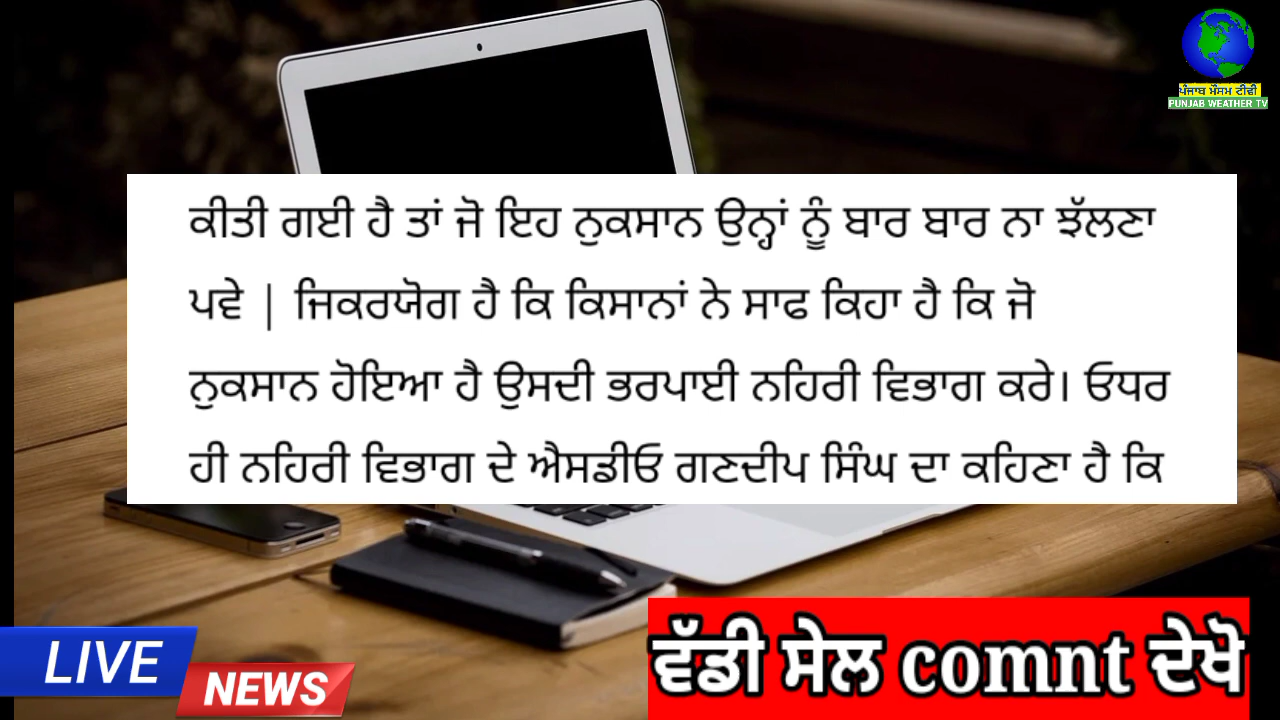 ਪੰਜਾਬ ਮੌਸਮ ਟੀਵੀ
PUNJAB WEATHER TV
ਕੀਤੀ ਗਈ ਹੈ ਤਾਂ ਜੋ ਇਹ ਨੁਕਸਾਨ ਉਨ੍ਹਾਂ ਨੂੰ ਬਾਰ ਬਾਰ ਨਾ ਝੱਲਣਾ
ਪਵੇ | ਜਿਕਰਯੋਗ ਹੈ ਕਿ ਕਿਸਾਨਾਂ ਨੇ ਸਾਫ ਕਿਹਾ ਹੈ ਕਿ ਜੋ
ਨੁਕਸਾਨ ਹੋਇਆ ਹੈ ਉਸਦੀ ਭਰਪਾਈ ਨਹਿਰੀ ਵਿਭਾਗ ਕਰੇ। ਓਧਰ
ਹੀ ਨਹਿਰੀ ਵਿਭਾਗ ਦੇ ਐਸਡੀਓ ਗਣਦੀਪ ਸਿੰਘ ਦਾ ਕਹਿਣਾ ਹੈ ਕਿ
LIVE
NEWS
ਵੱਡੀ ਸੇਲ comnt ਦੇਖੋ